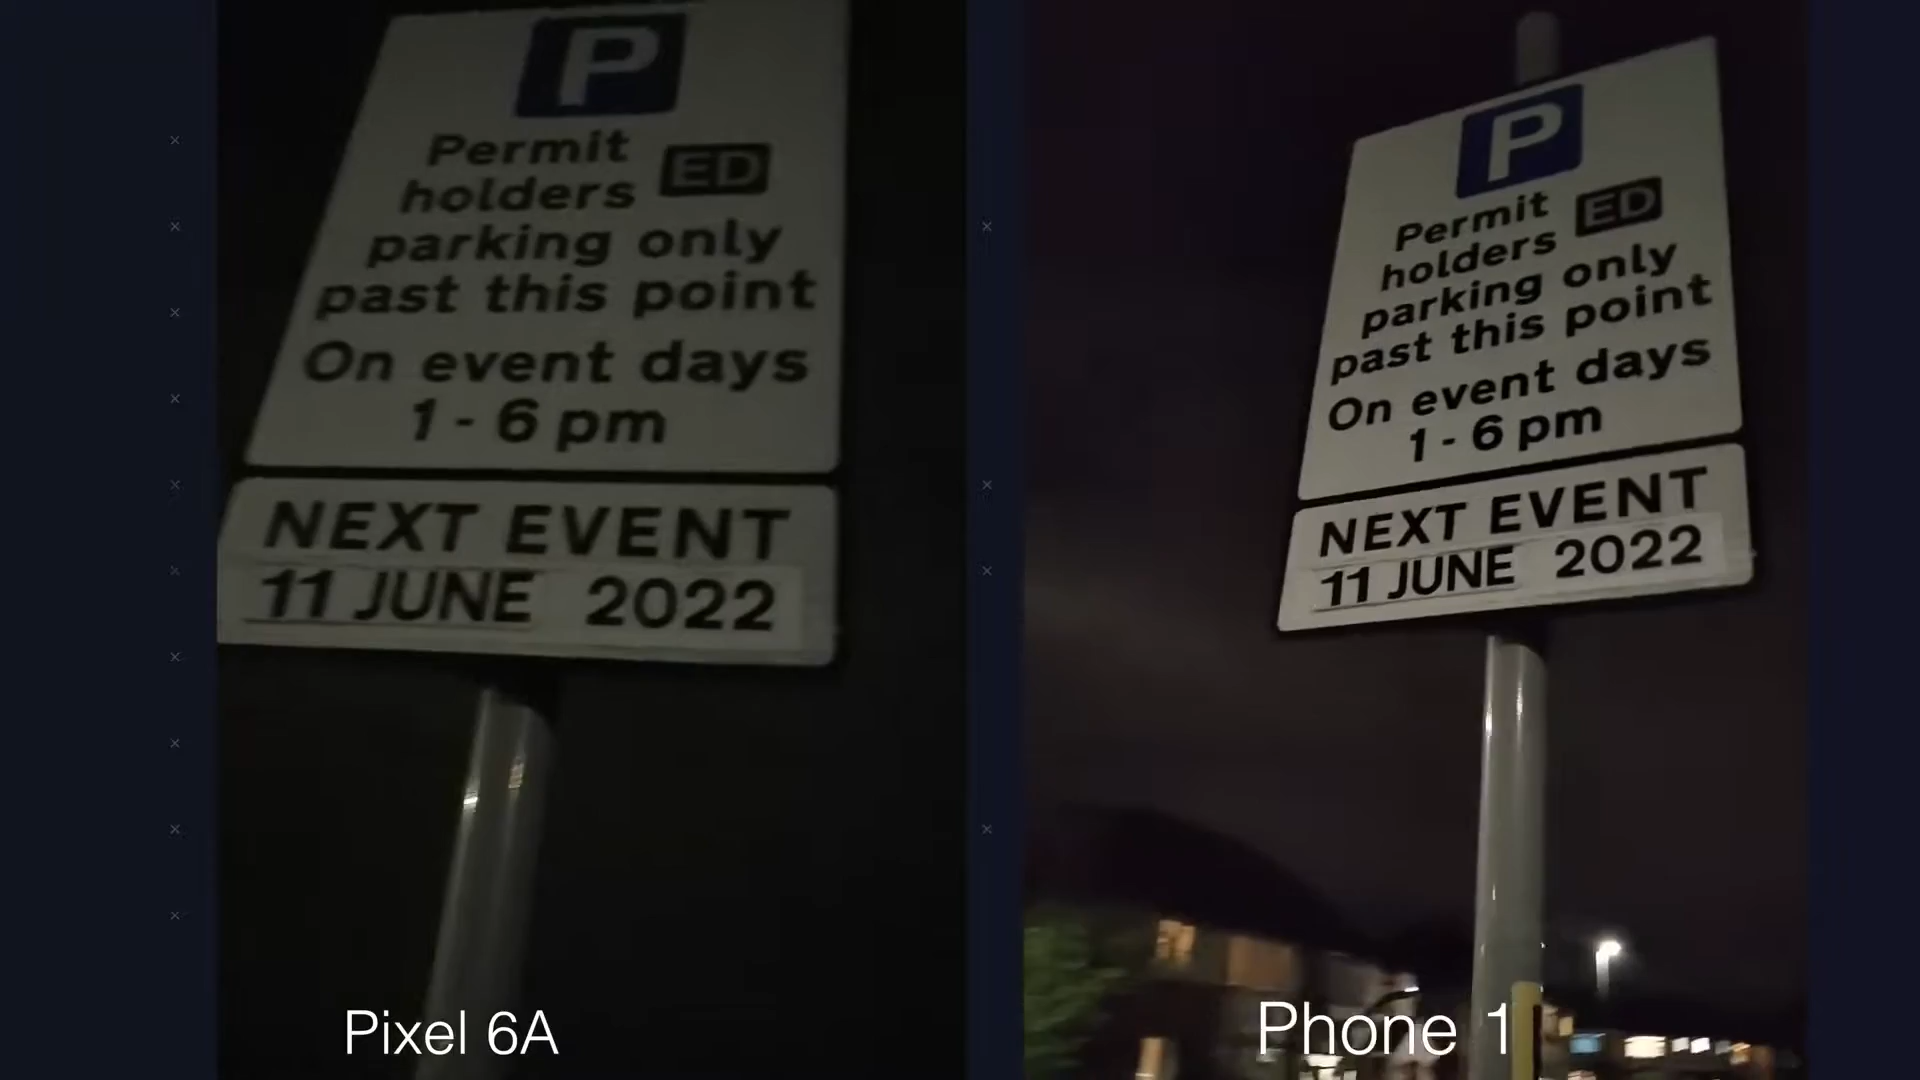 P
Permit
holders ED
parking only
past this point
On event days
1 - 6 pm
NEXT EVENT
11 JUNE 2022
Pixel 6A
P
Permit
holders ED
parking only
past this point
On event days
1 - 6 pm
NEXT EVENT
11 JUNE 2022
Phone 1